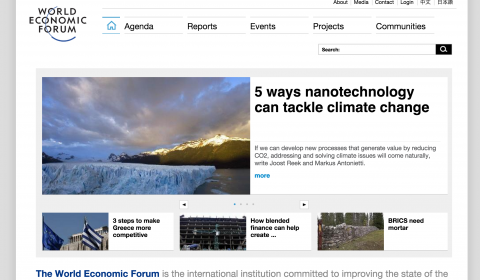 About | Media | Contact | Login | 中文 | 日本語
WORLD
ECONOMIC
FORUM
Agenda
Reports
Events
Projects
Communities
Search:
5 ways nanotechnology
can tackle climate change
If we can develop new processes that generate value by reducing
CO2, addressing and solving climate issues will come naturally,
write Joost Reek and Markus Antonietti.
more
3 steps to make
Greece more
competitive
How blended
finance can help
create ...
BRICS need
mortar
The World Economic Forum is the international institution committed to improving the state of the